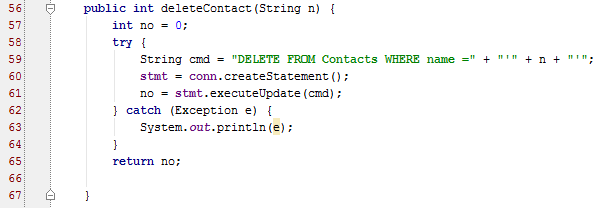 56 public int deleteContact(String n) {
57 int no = 0;
58 try {
59 String cmd = "DELETE FROM Contacts WHERE name =" + "'" + n + "'";
60 stmt = conn.createStatement();
61 no = stmt.executeUpdate(cmd);
62 } catch (Exception e) {
63 System.out.println(e);
64 }
65 return no;
66
67 }